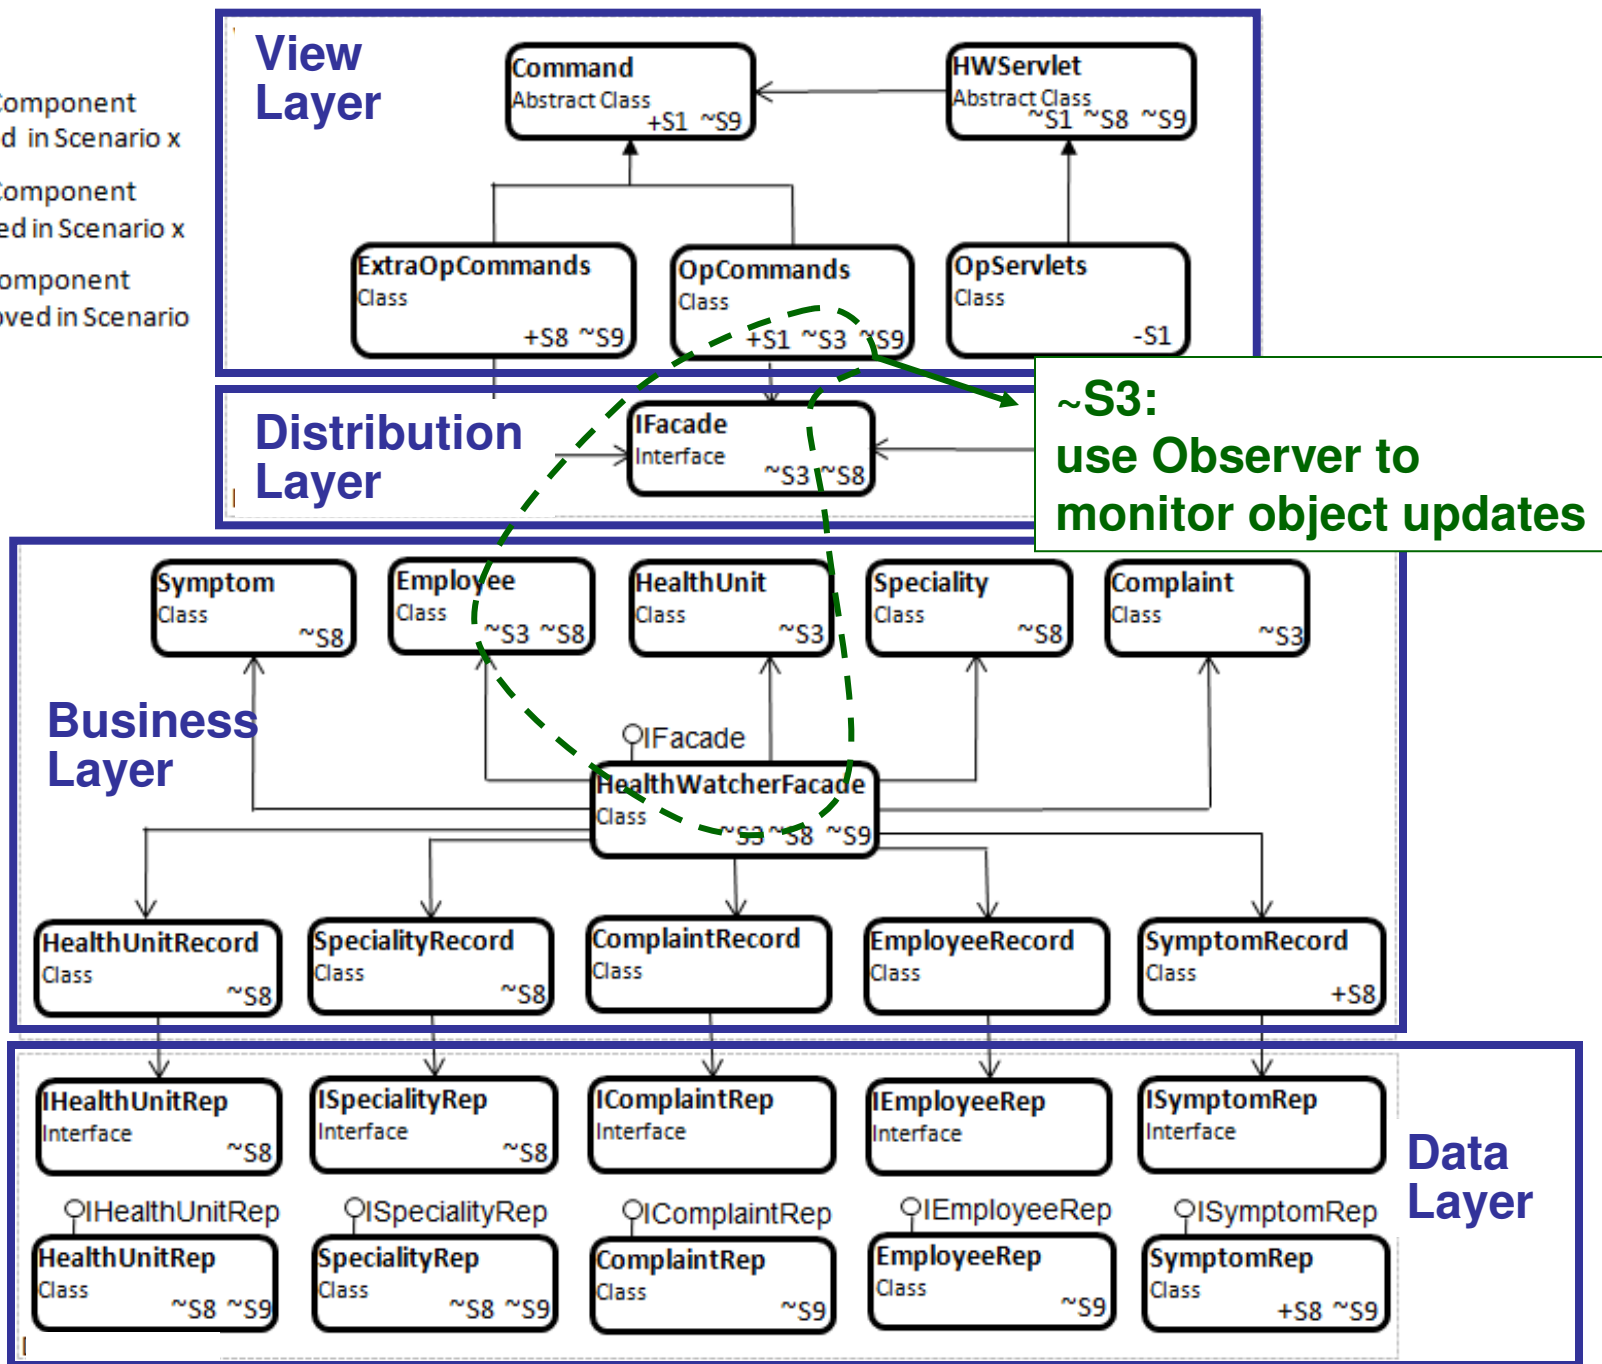 View
Layer
Command
Abstract Class
+S1 ~S9
HWServlet
Abstract Class
~S1 ~S8 ~S9
Component
in Scenario x
Component
in Scenario x
in Scenario
ExtraOpCommands
Class
+S8 ~S9
OpCommands
Class
+S1 ~S3 ~S9
OpServlets
Class
-S1
Distribution
Layer
IFacade
Interface
~S3 ~S8
~S3:
use Observer to
monitor object updates
Symptom
Class
~S8
Employee
Class
~S3 ~S8
HealthUnit
Class
~S3
Speciality
Class
~S8
Complaint
Class
~S3
Business
Layer
IFacade
HealthWatcherFacade
Class
~S3 ~S8 ~S9
HealthUnitRecord
Class
~S8
SpecialityRecord
Class
~S8
ComplaintRecord
Class
EmployeeRecord
Class
SymptomRecord
Class
+S8
IHealthUnitRep
Interface
~S8
ISpecialityRep
Interface
~S8
IComplaintRep
Interface
IEmployeeRep
Interface
ISymptomRep
Interface
Data
Layer
IHealthUnitRep
HealthUnitRep
Class
~S8 ~S9
ISpecialityRep
SpecialityRep
Class
~S8 ~S9
IComplaintRep
ComplaintRep
Class
~S9
IEmployeeRep
EmployeeRep
Class
~S9
ISymptomRep
SymptomRep
Class
+S8 ~S9